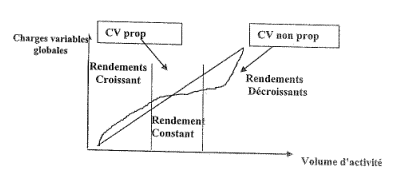 CV prop
CV non prop
Charges variables
globales
Rendements
Croissant
Rendements
Décroissants
Rendement
Constant
Volume d'activité